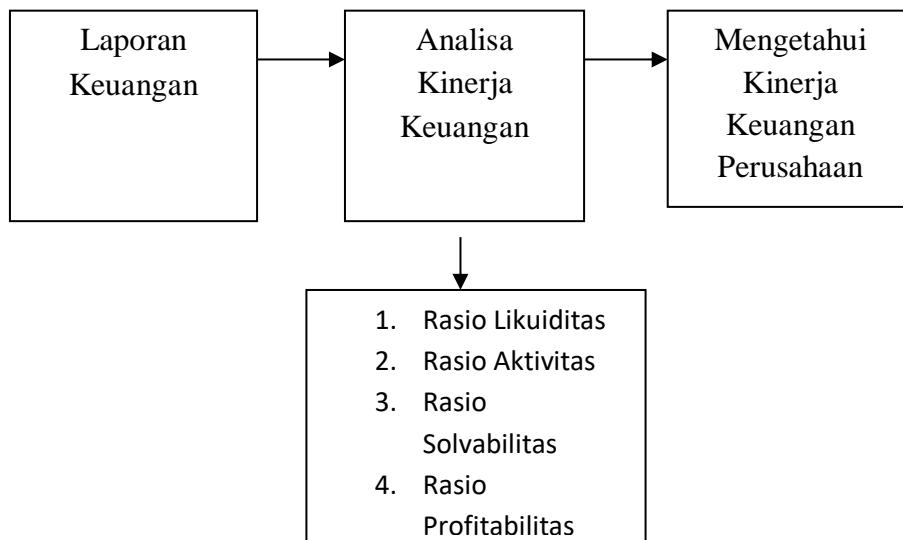 Laporan
Keuangan
Analisa
Kinerja
Keuangan
Mengetahui
Kinerja
Keuangan
Perusahaan
1. Rasio Likuiditas
2. Rasio Aktivitas
3. Rasio
Solvabilitas
4. Rasio
Profitabilitas